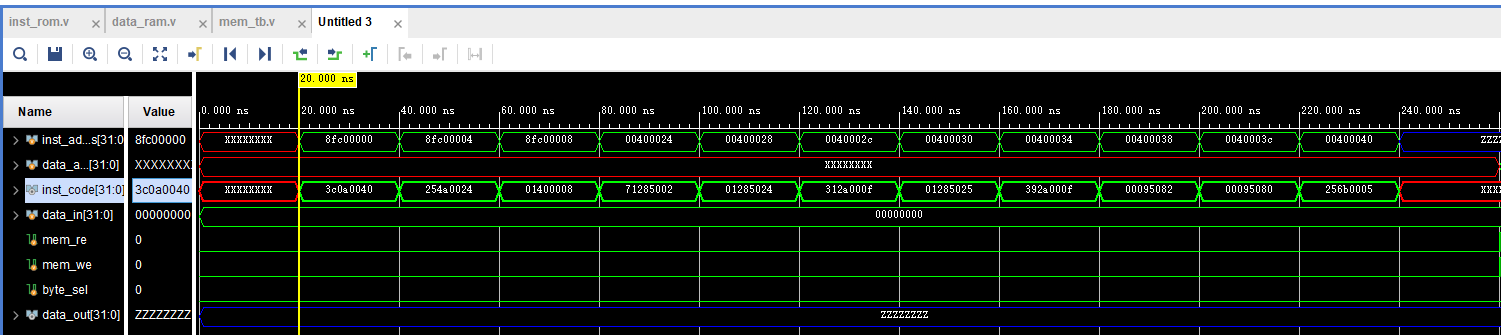 inst_rom.v × data_ram.v × mem_tb.v × Untitled 3 ×
20.000 ns
Name Value 0.000 ns 20.000 ns 40.000 ns 60.000 ns 80.000 ns 100.000 ns 120.000 ns 140.000 ns 160.000 ns 180.000 ns 200.000 ns 220.000 ns 240.000 ns
inst_ad...s[31:0 8fc00000 XXXXXXXX 8fc00000 8fc00004 8fc00008 00400024 00400028 0040002c 00400030 00400034 00400038 0040003c 00400040 ZZZZ
data_a...[31:0] XXXXXXXX XXXXXXXX
inst_code[31:0] 3c0a0040 XXXXXXXX 3c0a0040 254a0024 01400008 71285002 01285024 312a000f 01285025 392a000f 00095082 00095080 256b0005 XXXX
data_in[31:0] 00000000 00000000
mem_re 0
mem_we 0
byte_sel 0
data_out[31:0] ZZZZZZZZ ZZZZZZZZ